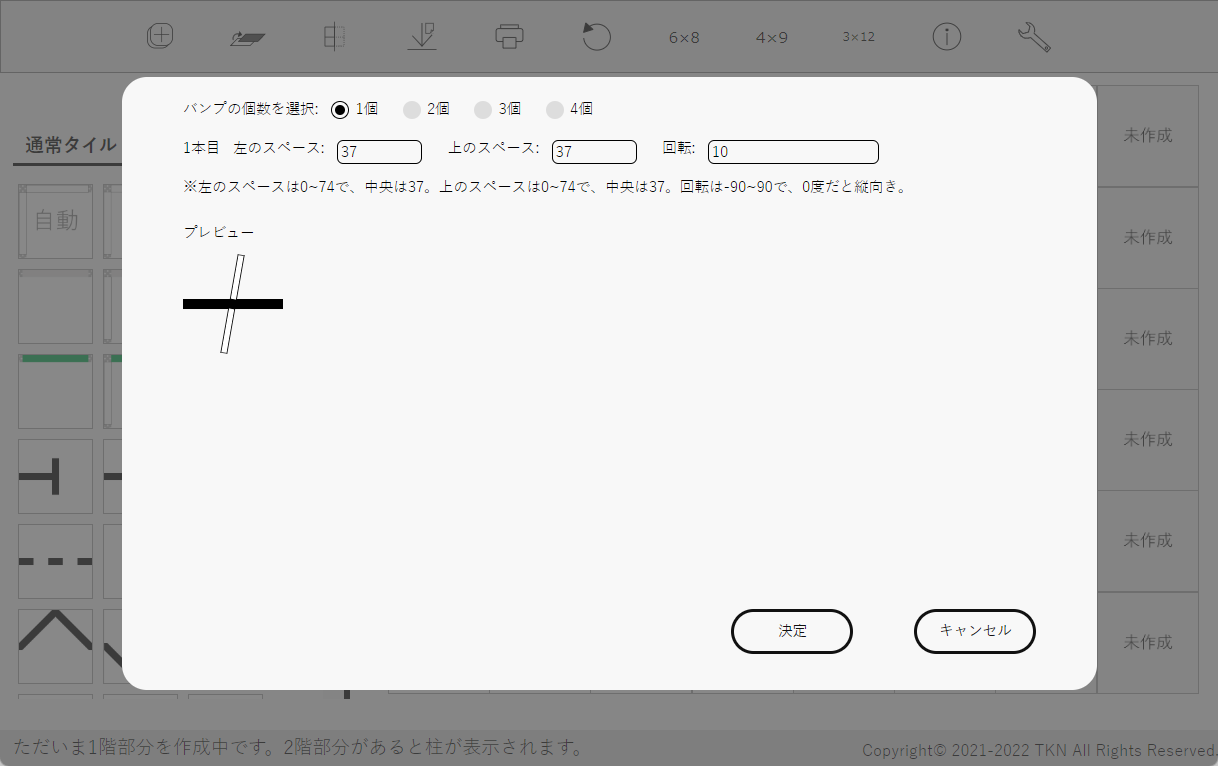 6×8 4×9 3×12
バンプの個数を選択: 1個 2個 3個 4個
1本目 左のスペース: 37 上のスペース: 37 回転: 10
※左のスペースは0~74で、中央は37。上のスペースは0~74で、中央は37。回転は-90~90で、0度だと縦向き。
プレビュー
決定 キャンセル
通常タイル
自動
未作成
未作成
未作成
未作成
未作成
未作成
ただいま1階部分を作成中です。2階部分があると柱が表示されます。
Copyright© 2021-2022 TKN All Rights Reserved.